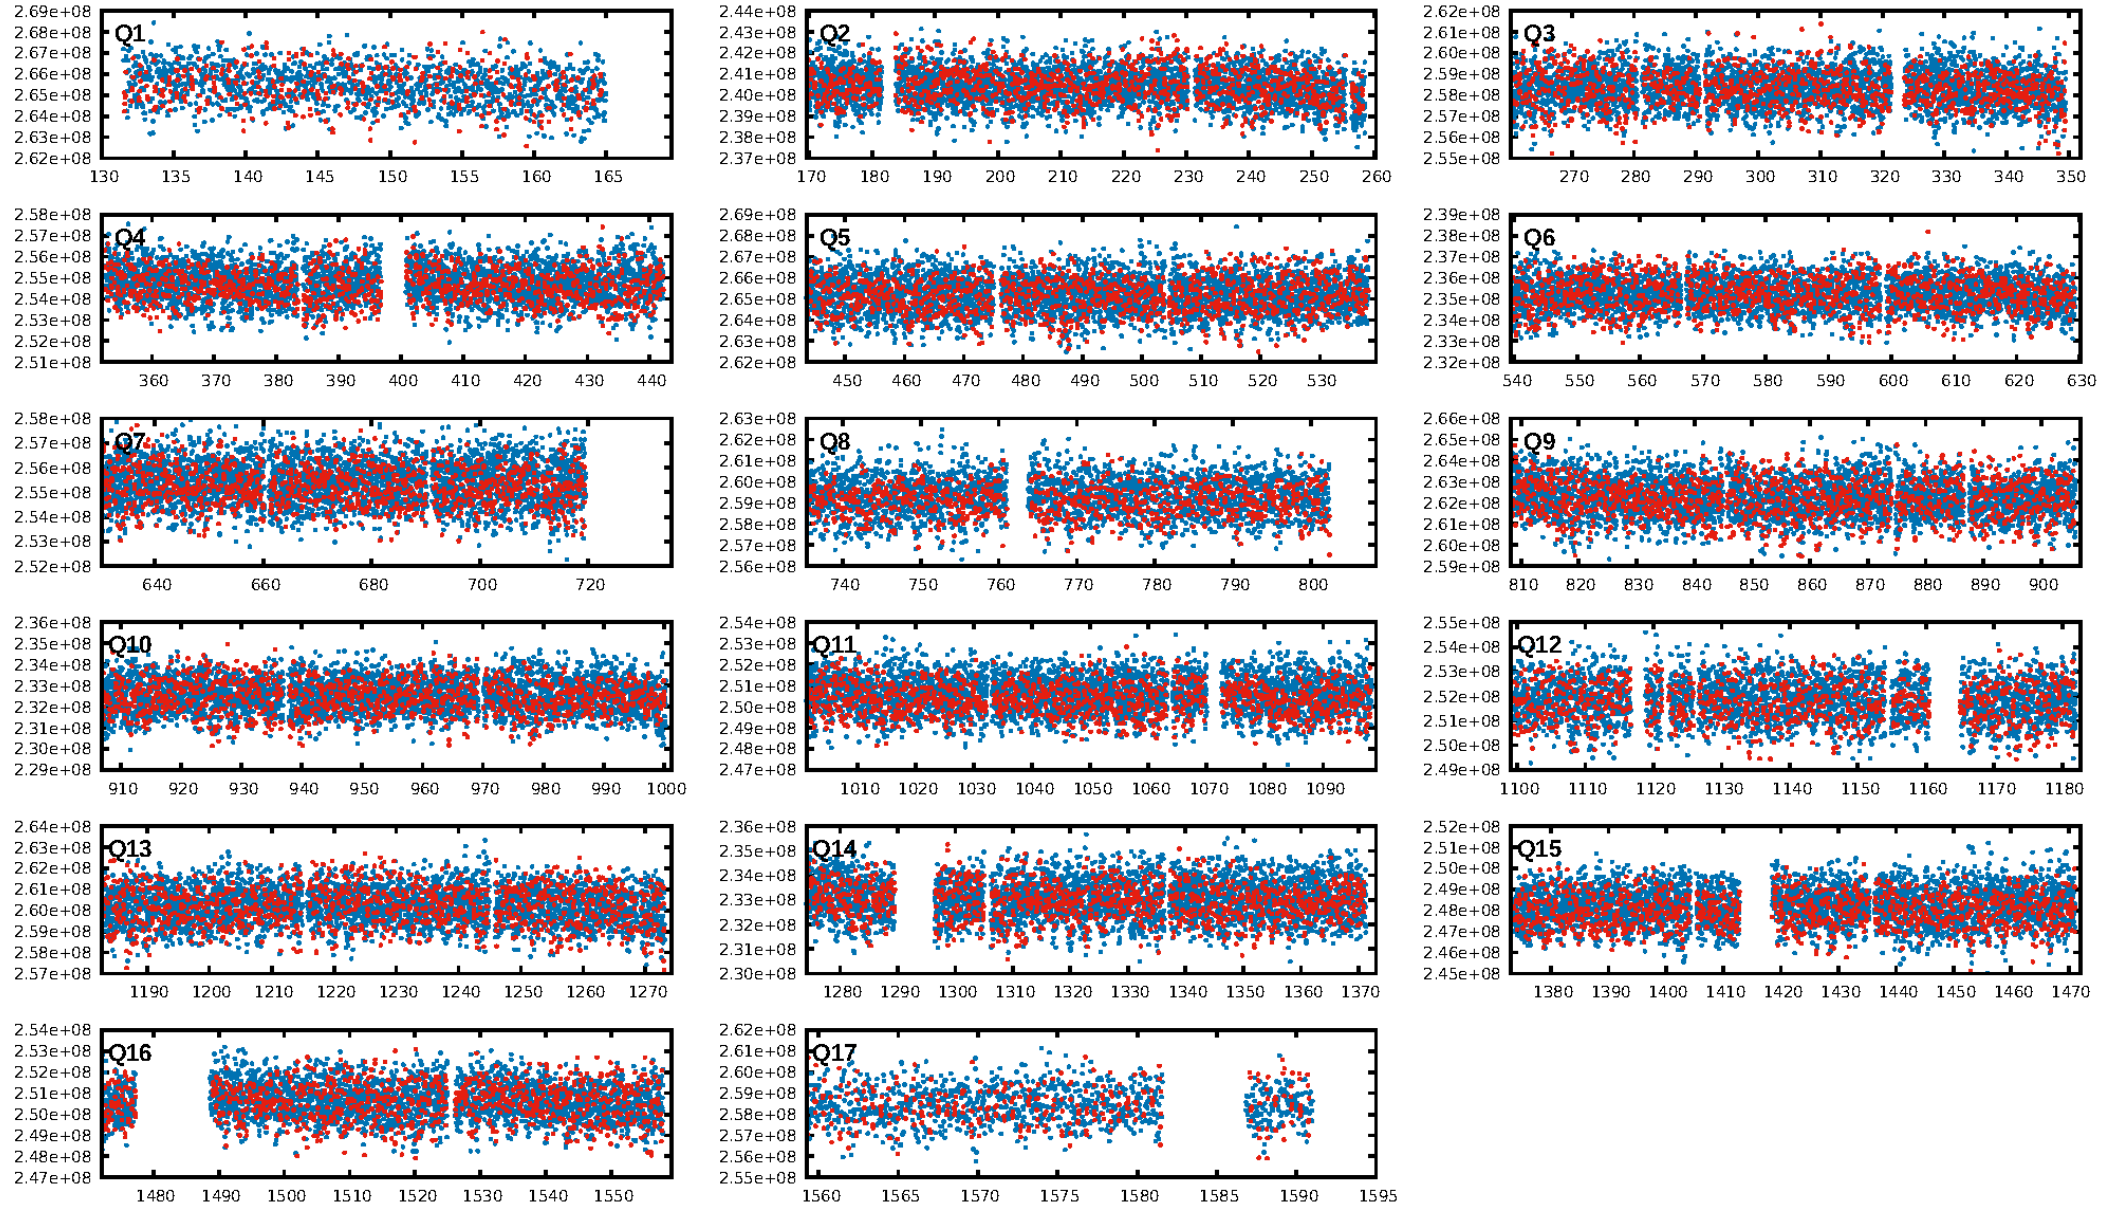 2.69e+08 Q1
2.68e+08
2.67e+08
2.66e+08
2.65e+08
2.64e+08
2.63e+08
2.62e+08
130 135 140 145 150 155 160 165
2.44e+08
2.43e+08 Q2
2.42e+08
2.41e+08
2.40e+08
2.39e+08
2.38e+08
2.37e+08
170 180 190 200 210 220 230 240 250 260
2.62e+08
2.61e+08 Q3
2.60e+08
2.59e+08
2.58e+08
2.57e+08
2.56e+08
2.55e+08
270 280 290 300 310 320 330 340 350
2.58e+08
2.57e+08 Q4
2.56e+08
2.55e+08
2.54e+08
2.53e+08
2.52e+08
2.51e+08
360 370 380 390 400 410 420 430 440
2.69e+08
2.68e+08 Q5
2.67e+08
2.66e+08
2.65e+08
2.64e+08
2.63e+08
2.62e+08
450 460 470 480 490 500 510 520 530
2.39e+08
2.38e+08 Q6
2.37e+08
2.36e+08
2.35e+08
2.34e+08
2.33e+08
2.32e+08
540 550 560 570 580 590 600 610 620 630
2.58e+08
2.57e+08 Q7
2.56e+08
2.55e+08
2.54e+08
2.53e+08
2.52e+08
640 660 680 700 720
2.63e+08
2.62e+08 Q8
2.61e+08
2.60e+08
2.59e+08
2.58e+08
2.57e+08
2.56e+08
740 750 760 770 780 790 800
2.66e+08
2.65e+08 Q9
2.64e+08
2.63e+08
2.62e+08
2.61e+08
2.60e+08
2.59e+08
810 820 830 840 850 860 870 880 890 900
2.36e+08
2.35e+08 Q10
2.34e+08
2.33e+08
2.32e+08
2.31e+08
2.30e+08
2.29e+08
910 920 930 940 950 960 970 980 990 1000
2.54e+08
2.53e+08 Q11
2.52e+08
2.51e+08
2.50e+08
2.49e+08
2.48e+08
2.47e+08
1010 1020 1030 1040 1050 1060 1070 1080 1090
2.55e+08
2.54e+08 Q12
2.53e+08
2.52e+08
2.51e+08
2.50e+08
2.49e+08
1100 1110 1120 1130 1140 1150 1160 1170 1180
2.64e+08
2.63e+08 Q13
2.62e+08
2.61e+08
2.60e+08
2.59e+08
2.58e+08
2.57e+08
1190 1200 1210 1220 1230 1240 1250 1260 1270
2.36e+08
2.35e+08 Q14
2.34e+08
2.33e+08
2.32e+08
2.31e+08
2.30e+08
1280 1290 1300 1310 1320 1330 1340 1350 1360 1370
2.52e+08
2.51e+08 Q15
2.50e+08
2.49e+08
2.48e+08
2.47e+08
2.46e+08
2.45e+08
1380 1390 1400 1410 1420 1430 1440 1450 1460 1470
2.54e+08
2.53e+08 Q16
2.52e+08
2.51e+08
2.50e+08
2.49e+08
2.48e+08
2.47e+08
1480 1490 1500 1510 1520 1530 1540 1550
2.62e+08
2.61e+08 Q17
2.60e+08
2.59e+08
2.58e+08
2.57e+08
2.56e+08
2.55e+08
1560 1565 1570 1575 1580 1585 1590 1595